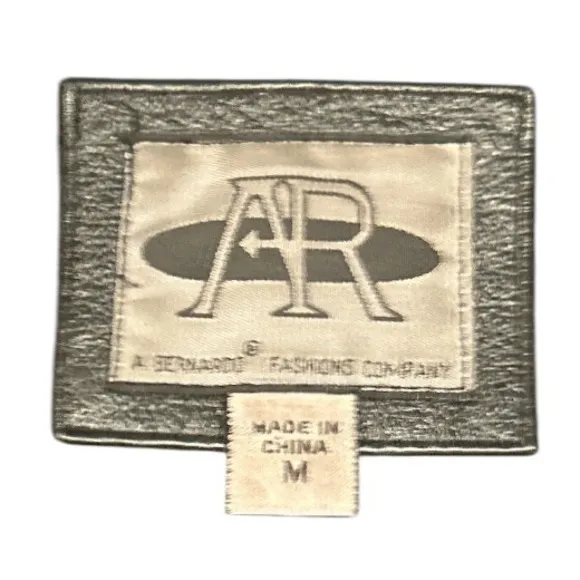 AR
A BERNARDO® FASHIONS COMPANY
MADE IN
CHINA
M